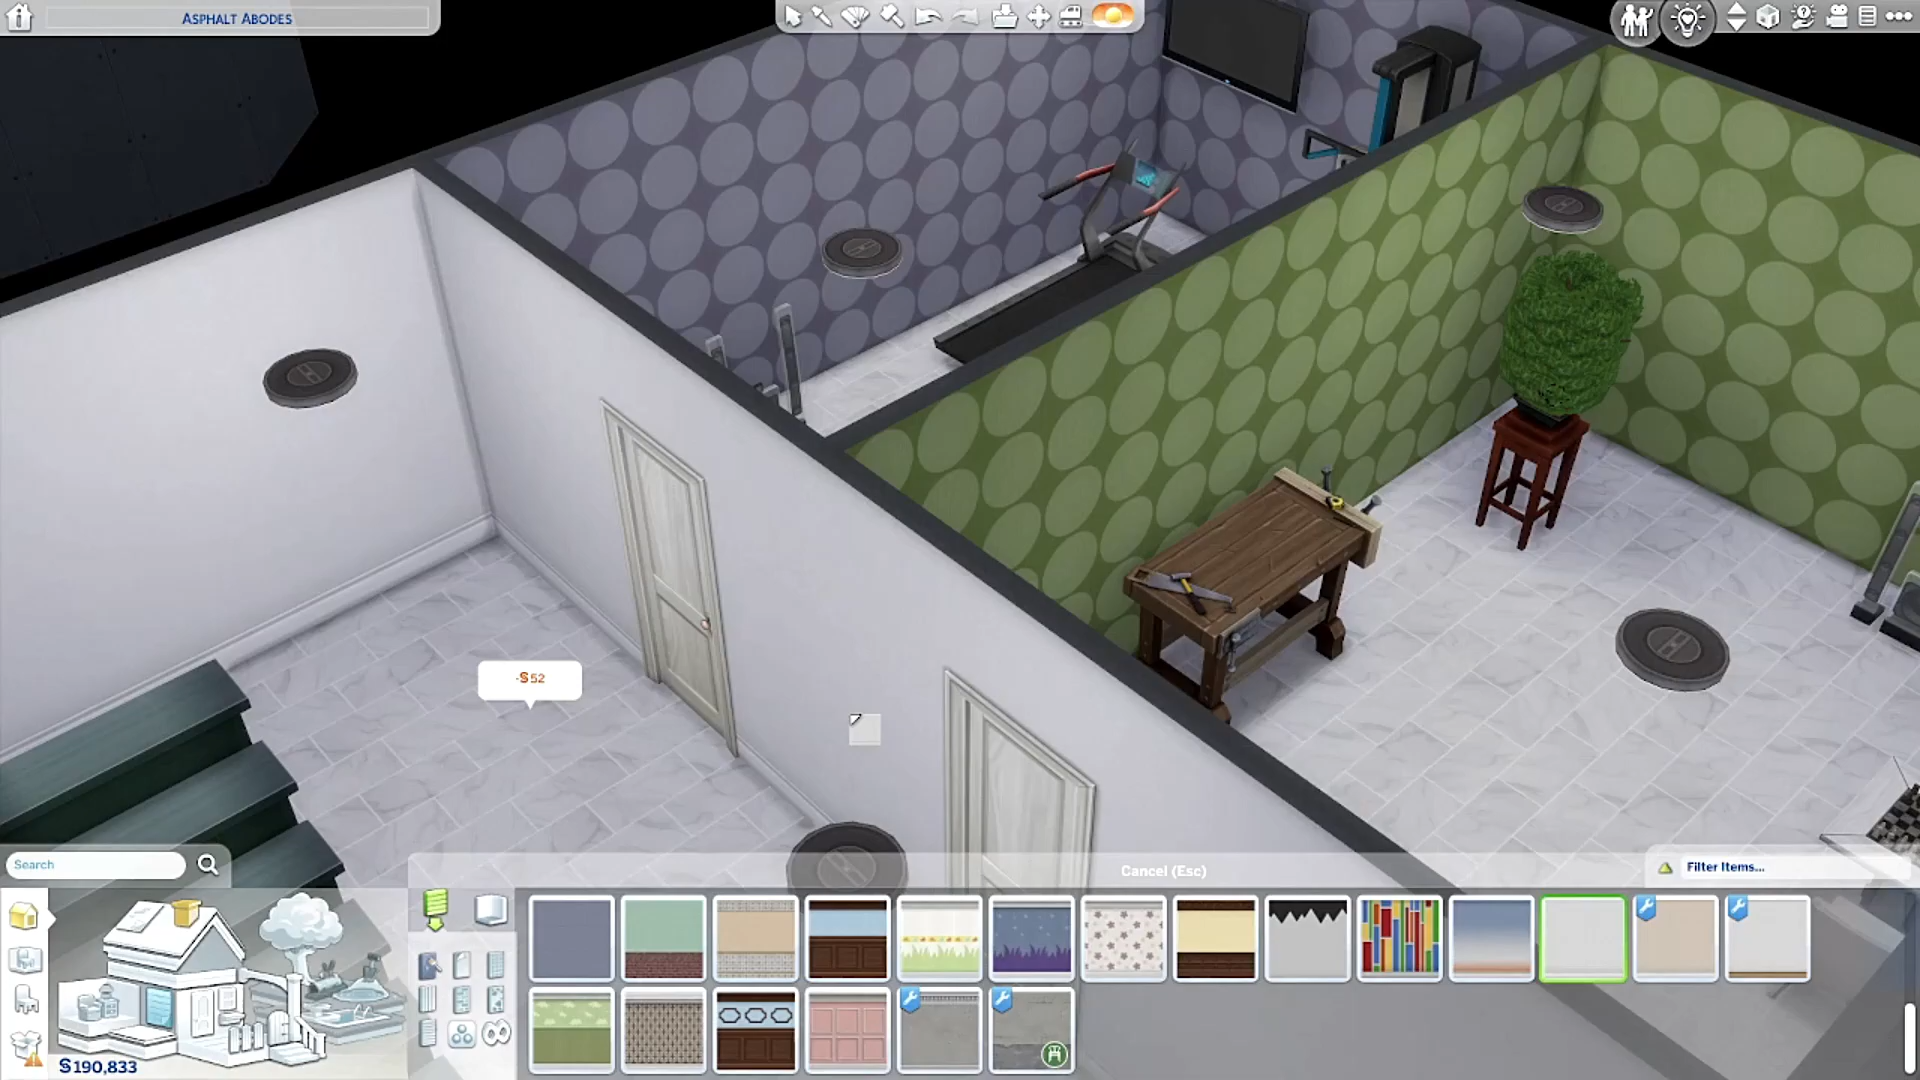 ASPHALT ABODES
-§52
Search
Cancel (Esc)
Filter Items...
§190,833